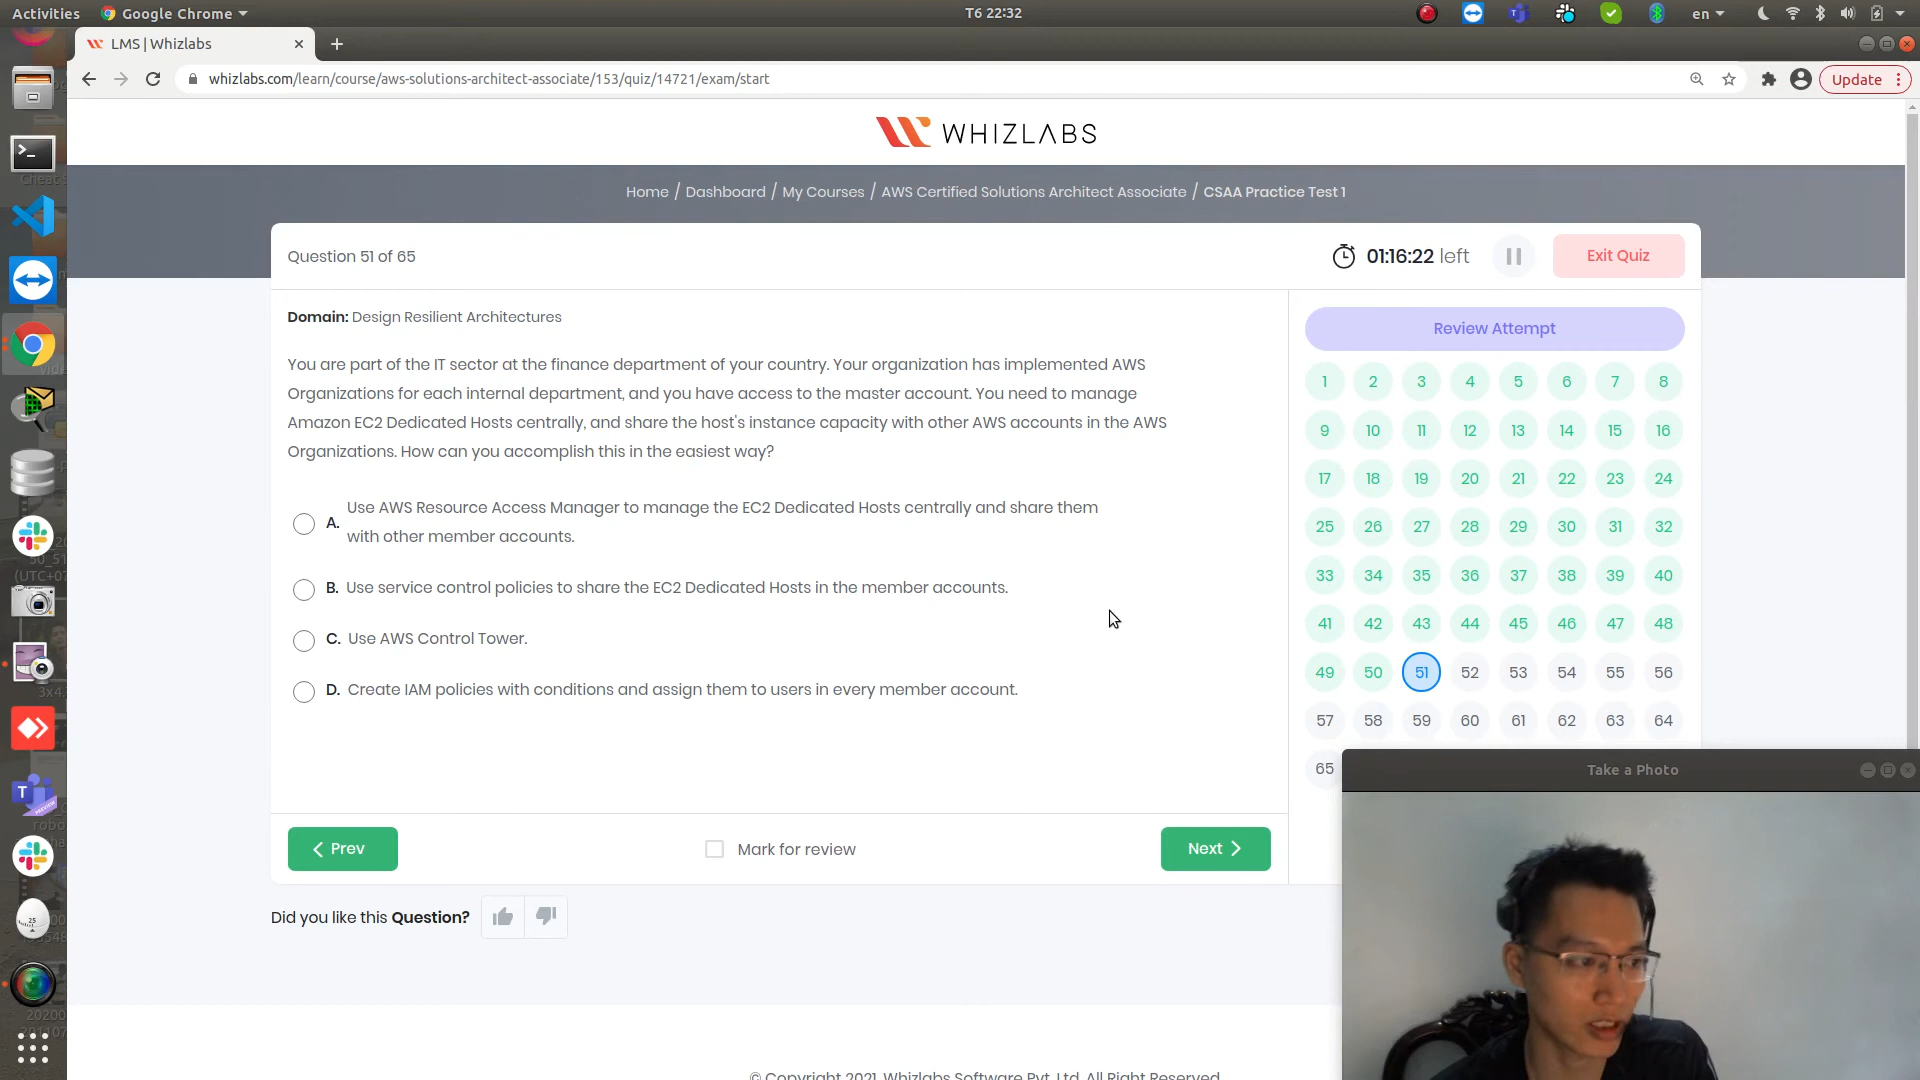 Activities
Google Chrome
T6 22:32
en
LMS | Whizlabs
whizlabs.com/learn/course/aws-solutions-architect-associate/153/quiz/14721/exam/start
Update
WHIZLABS
Home / Dashboard / My Courses / AWS Certified Solutions Architect Associate / CSAA Practice Test 1
Question 51 of 65
01:16:22 left
Exit Quiz
Domain: Design Resilient Architectures
You are part of the IT sector at the finance department of your country. Your organization has implemented AWS
Organizations for each internal department, and you have access to the master account. You need to manage
Amazon EC2 Dedicated Hosts centrally, and share the host's instance capacity with other AWS accounts in the AWS
Organizations. How can you accomplish this in the easiest way?
A. Use AWS Resource Access Manager to manage the EC2 Dedicated Hosts centrally and share them
with other member accounts.
B. Use service control policies to share the EC2 Dedicated Hosts in the member accounts.
C. Use AWS Control Tower.
D. Create IAM policies with conditions and assign them to users in every member account.
Prev
Mark for review
Next
Did you like this Question?
Review Attempt
1 2 3 4 5 6 7 8
9 10 11 12 13 14 15 16
17 18 19 20 21 22 23 24
25 26 27 28 29 30 31 32
33 34 35 36 37 38 39 40
41 42 43 44 45 46 47 48
49 50 51 52 53 54 55 56
57 58 59 60 61 62 63 64
65
Take a Photo
© Copyright 2021. Whizlabs Software Pvt. Ltd. All Right Reserved